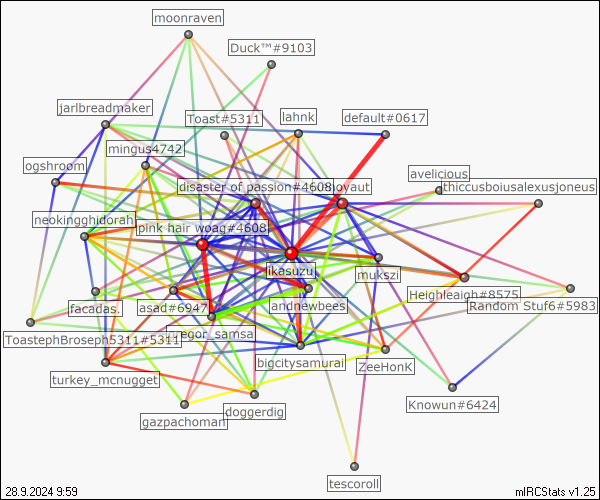 moonraven
Duck™#9103
jarlbreadmaker
Toast#5311
lahnk
default#0617
mingus4742
ogshroom
avelicious
disaster of passion#4608
oyaut
thiccusboiusalexusjoneus
neokingghidorah
pink hair woag#4608
ikasuzu
mukszi
facadas.
asad#6947
andnewbees
Heighleaigh#8575
Random Stuf6#5983
ToastephBroseph5311#5311
egor_samsa
bigcitysamurai
turkey_mcnugget
ZeeHonK
gazpachoman
doggerdig
Knowun#6424
tescoroll
28.9.2024 9:59
mIRCStats v1.25